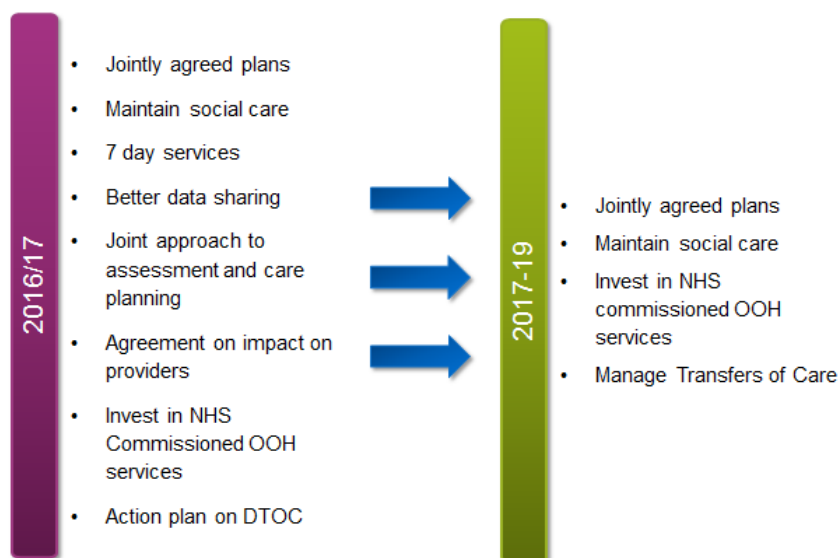 2016/17
• Jointly agreed plans
• Maintain social care
• 7 day services
• Better data sharing
• Joint approach to
assessment and care
planning
• Agreement on impact on
providers
• Invest in NHS
Commissioned OOH
services
• Action plan on DTOC
2017-19
• Jointly agreed plans
• Maintain social care
• Invest in NHS
commissioned OOH
services
• Manage Transfers of Care